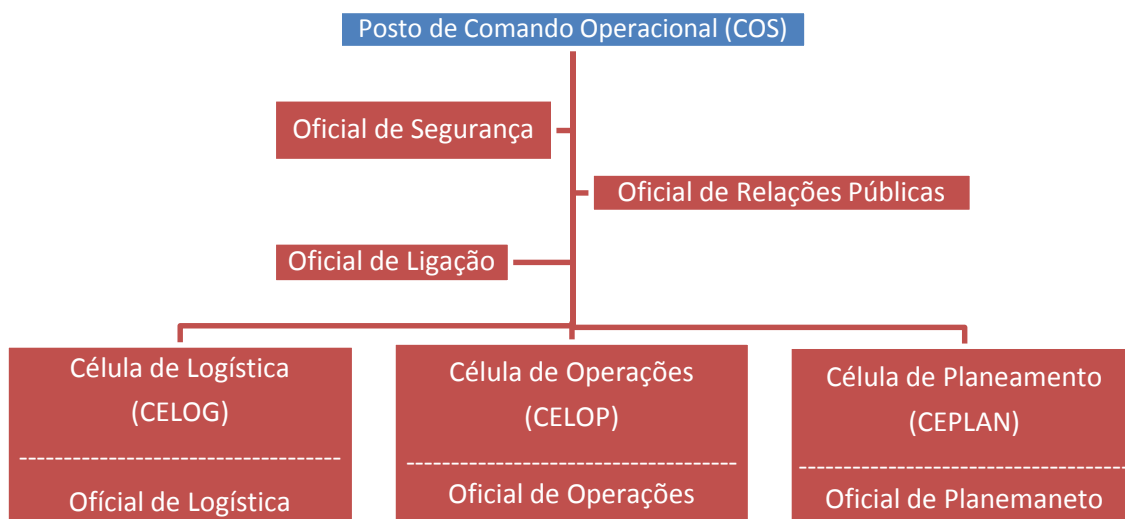 Posto de Comando Operacional (COS)
Oficial de Segurança
Oficial de Relações Públicas
Oficial de Ligação
Célula de Logística
(CELOG)
------------------------------------
Ofícial de Logística
Célula de Operações
(CELOP)
------------------------------------
Oficial de Operações
Célula de Planeamento
(CEPLAN)
------------------------------------
Oficial de Planemaneto